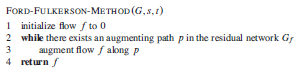 FORD-FULKERSON-METHOD(G, s, t)
1 initialize flow f to 0
2 while there exists an augmenting path p in the residual network Gf
3 augment flow f along p
4 return f